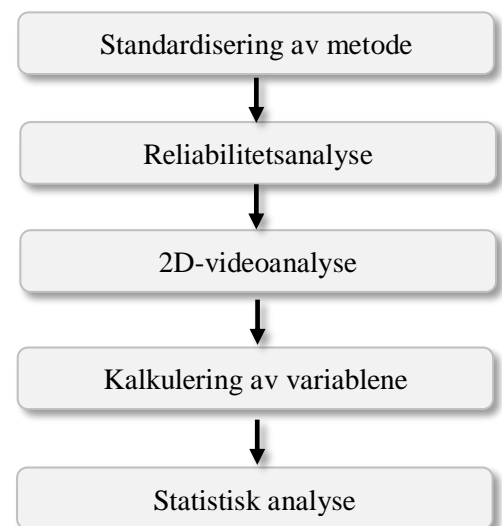 Standardisering av metode
Reliabilitetsanalyse
2D-videoanalyse
Kalkulering av variablene
Statistisk analyse